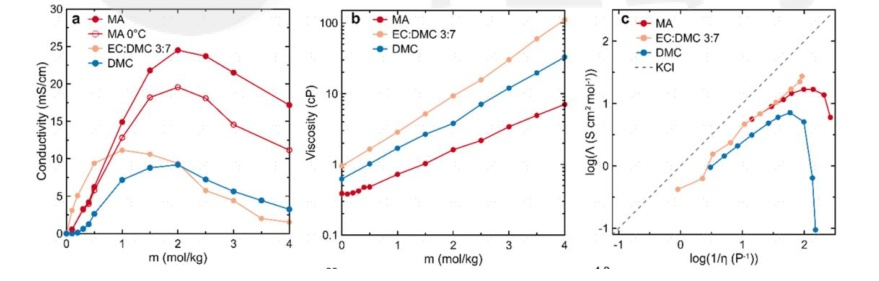 a
MA
MA 0°C
EC:DMC 3:7
DMC
30
25
20
15
10
5
0
0
1
2
3
4
Conductivity (mS/cm)
m (mol/kg)
b
MA
EC:DMC 3:7
DMC
100
10
1
0.1
0
1
2
3
4
Viscosity (cP)
m (mol/kg)
c
MA
EC:DMC 3:7
DMC
KCl
2
1
0
-1
-1
0
1
2
log(Λ (S cm² mol⁻¹))
log(1/η (P⁻¹))